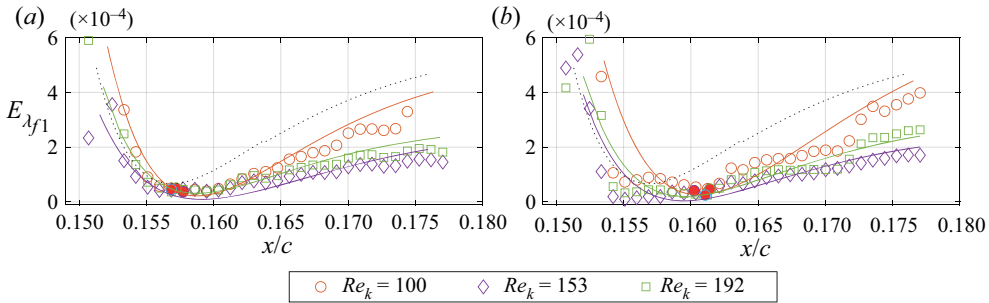 (a) (×10⁻⁴) (b) (×10⁻⁴)
6 6
4 4
E_λf1
2 2
0 0
0.150 0.155 0.160 0.165 0.170 0.175 0.180 0.150 0.155 0.160 0.165 0.170 0.175 0.180
x/c x/c
Re_k = 100 Re_k = 153 Re_k = 192